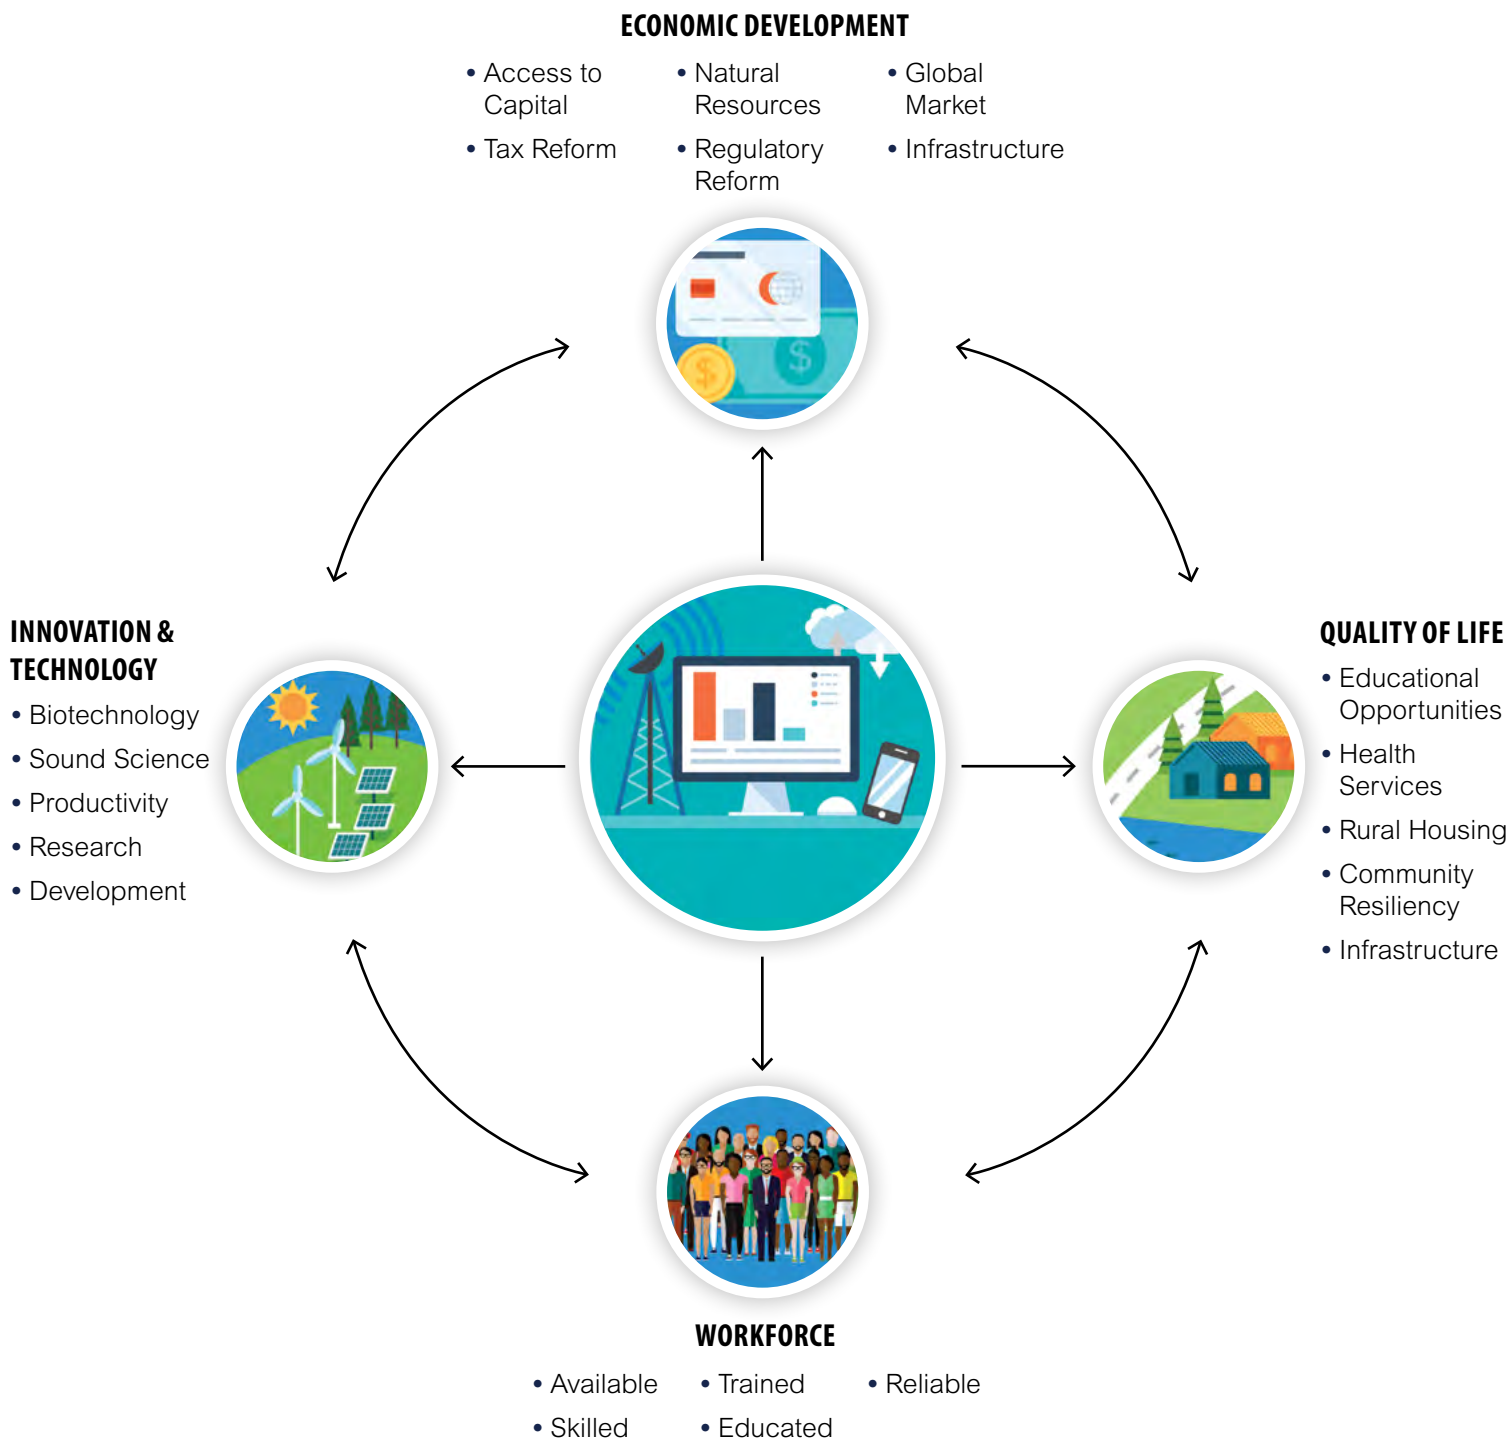 ECONOMIC DEVELOPMENT
• Access to
Capital
• Tax Reform
• Natural
Resources
• Regulatory
Reform
• Global
Market
• Infrastructure
INNOVATION &
TECHNOLOGY
• Biotechnology
• Sound Science
• Productivity
• Research
• Development
QUALITY OF LIFE
• Educational
Opportunities
• Health
Services
• Rural Housing
• Community
Resiliency
• Infrastructure
WORKFORCE
• Available
• Skilled
• Trained
• Educated
• Reliable